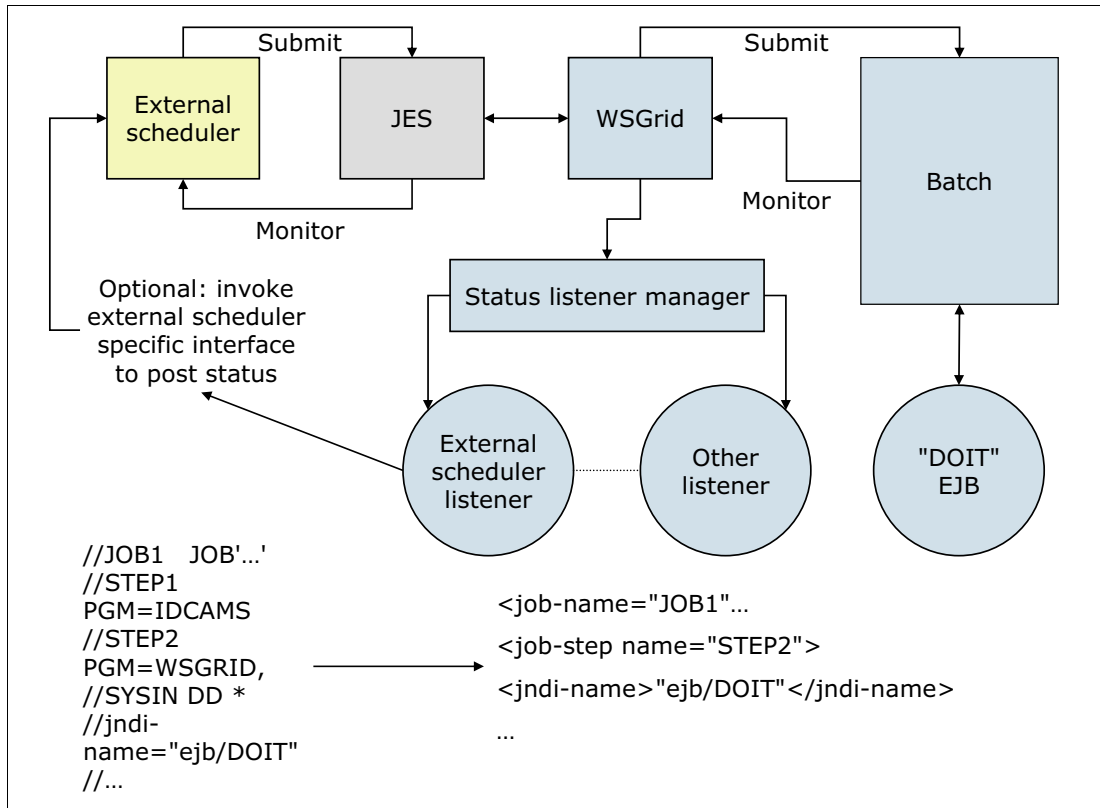 Submit
Submit
External
scheduler
JES
WSGrid
Batch
Monitor
Monitor
Optional: invoke
external scheduler
specific interface
to post status
Status listener manager
External
scheduler
listener
Other
listener
"DOIT"
EJB
//JOB1 JOB'…'
//STEP1
PGM=IDCAMS
//STEP2
PGM=WSGRID,
//SYSIN DD *
//jndi-
name="ejb/DOIT"
//…
<job-name="JOB1"…
<job-step name="STEP2">
<jndi-name>"ejb/DOIT"</jndi-name>
…